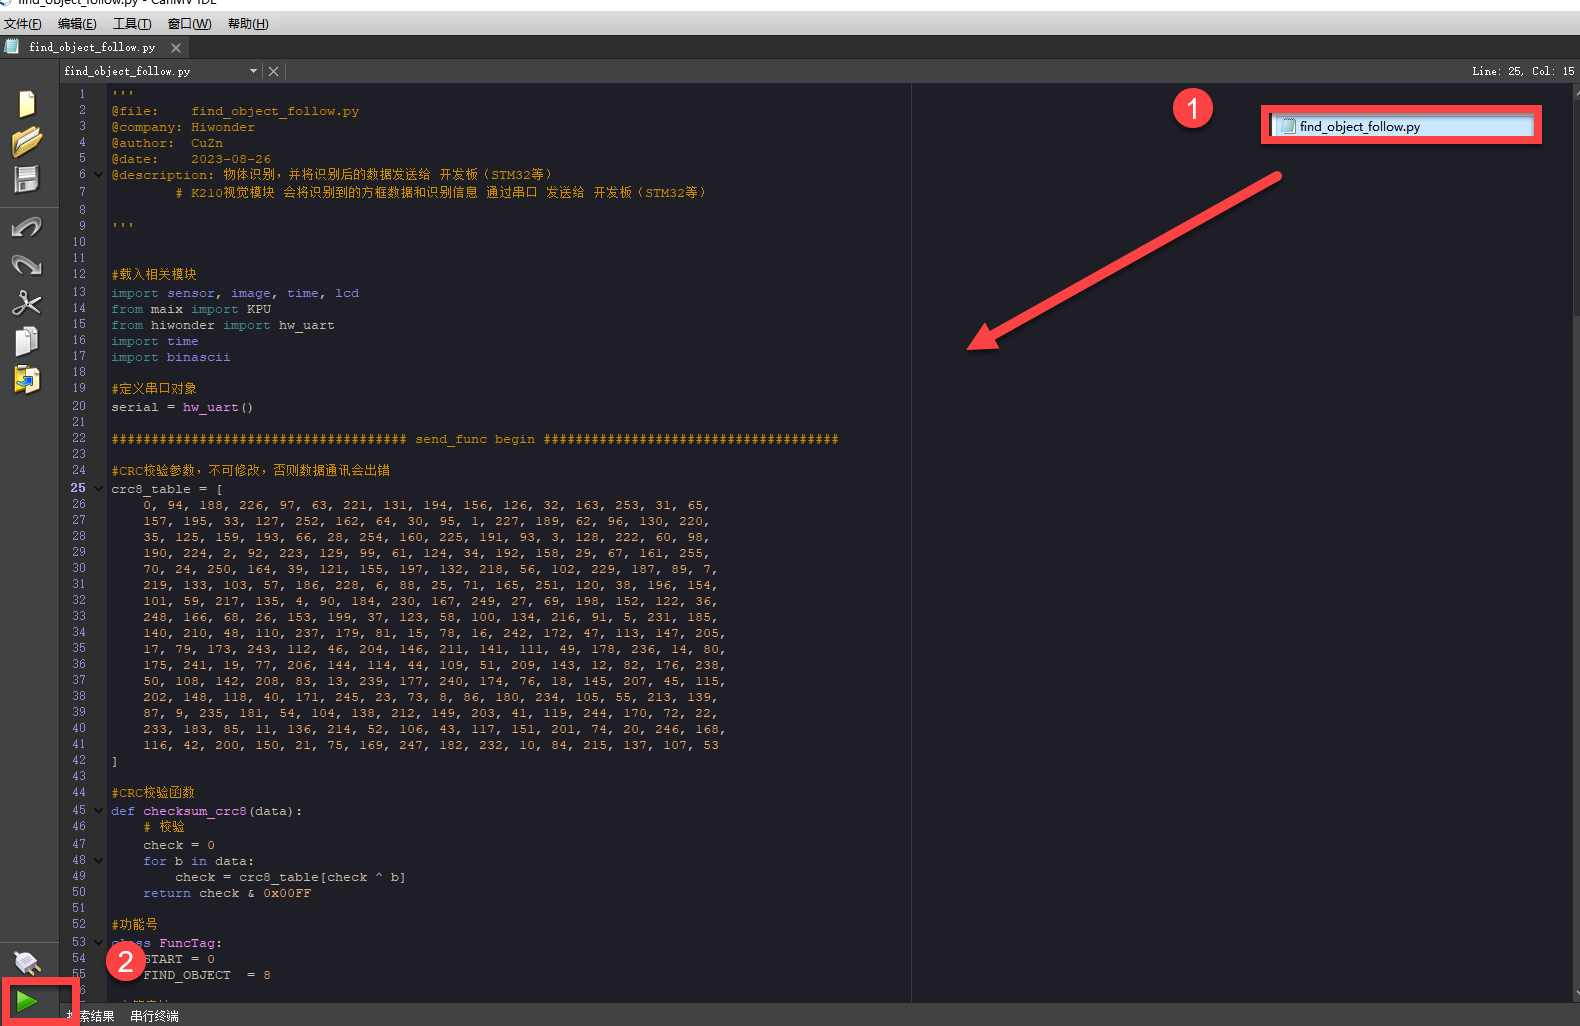 find_object_follow.py - CanMV IDE
文件(F) 编辑(E) 工具(T) 窗口(W) 帮助(H)
find_object_follow.py
find_object_follow.py Line: 25, Col: 15
1 '''
2 @file: find_object_follow.py
3 @company: Hiwonder
4 @author: CuZn
5 @date: 2023-08-26
6 @description: 物体识别，并将识别后的数据发送给 开发板（STM32等）
7 # K210视觉模块 会将识别到的方框数据和识别信息 通过串口 发送给 开发板（STM32等）
8
9 '''
10
11
12 #载入相关模块
13 import sensor, image, time, lcd
14 from maix import KPU
15 from hiwonder import hw_uart
16 import time
17 import binascii
18
19 #定义串口对象
20 serial = hw_uart()
21
22 ##################################### send_func begin #####################################
23
24 #CRC校验参数，不可修改，否则数据通讯会出错
25 crc8_table = [
26 0, 94, 188, 226, 97, 63, 221, 131, 194, 156, 126, 32, 163, 253, 31, 65,
27 157, 195, 33, 127, 252, 162, 64, 30, 95, 1, 227, 189, 62, 96, 130, 220,
28 35, 125, 159, 193, 66, 28, 254, 160, 225, 191, 93, 3, 128, 222, 60, 98,
29 190, 224, 2, 92, 223, 129, 99, 61, 124, 34, 192, 158, 29, 67, 161, 255,
30 70, 24, 250, 164, 39, 121, 155, 197, 132, 218, 56, 102, 229, 187, 89, 7,
31 219, 133, 103, 57, 186, 228, 6, 88, 25, 71, 165, 251, 120, 38, 196, 154,
32 101, 59, 217, 135, 4, 90, 184, 230, 167, 249, 27, 69, 198, 152, 122, 36,
33 248, 166, 68, 26, 153, 199, 37, 123, 58, 100, 134, 216, 91, 5, 231, 185,
34 140, 210, 48, 110, 237, 179, 81, 15, 78, 16, 242, 172, 47, 113, 147, 205,
35 17, 79, 173, 243, 112, 46, 204, 146, 211, 141, 111, 49, 178, 236, 14, 80,
36 175, 241, 19, 77, 206, 144, 114, 44, 109, 51, 209, 143, 12, 82, 176, 238,
37 50, 108, 142, 208, 83, 13, 239, 177, 240, 174, 76, 18, 145, 207, 45, 115,
38 202, 148, 118, 40, 171, 245, 23, 73, 8, 86, 180, 234, 105, 55, 213, 139,
39 87, 9, 235, 181, 54, 104, 138, 212, 149, 203, 41, 119, 244, 170, 72, 22,
40 233, 183, 85, 11, 136, 214, 52, 106, 43, 117, 151, 201, 74, 20, 246, 168,
41 116, 42, 200, 150, 21, 75, 169, 247, 182, 232, 10, 84, 215, 137, 107, 53
42 ]
43
44 #CRC校验函数
45 def checksum_crc8(data):
46 # 校验
47 check = 0
48 for b in data:
49 check = crc8_table[check ^ b]
50 return check & 0x00FF
51
52 #功能号
53 class FuncTag:
54 START = 0
55 FIND_OBJECT = 8
1
find_object_follow.py
2
索结果 串行终端